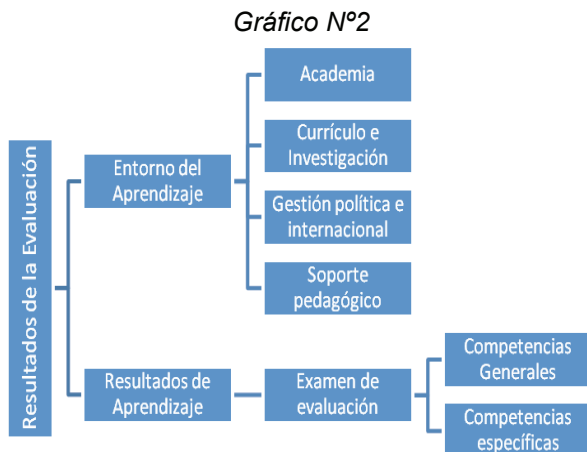 Gráfico Nº2
Resultados de la Evaluación
Entorno del
Aprendizaje
Academia
Currículo e
Investigación
Gestión política e
internacional
Soporte
pedagógico
Resultados de
Aprendizaje
Examen de
evaluación
Competencias
Generales
Competencias
específicas